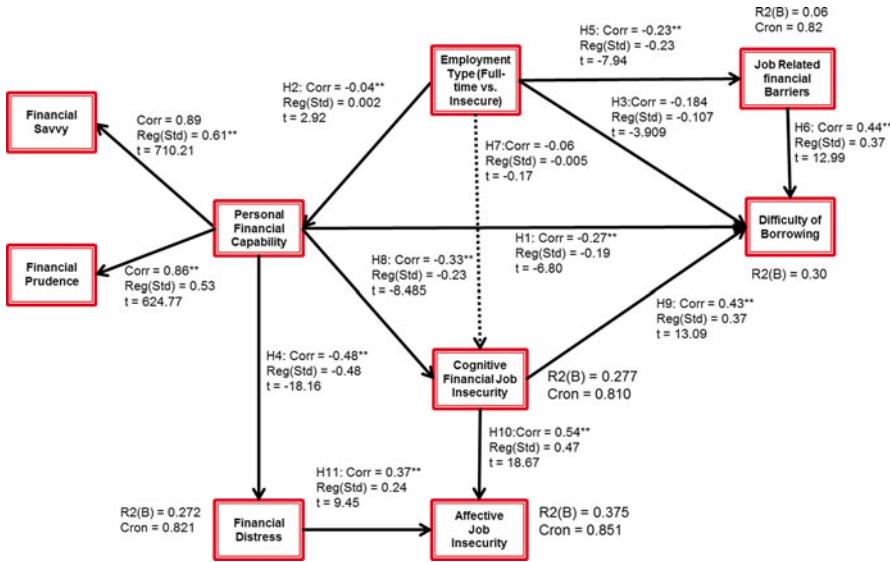 R2(B) = 0.06
Cron = 0.82
H5: Corr = -0.23**
Reg(Std) = -0.23
t = -7.94
Employment
Type (Full-
time vs.
Insecure)
Job Related
financial
Barriers
H2: Corr = -0.04**
Reg(Std) = 0.002
t = 2.92
Financial
Savvy
Corr = 0.89
Reg(Std) = 0.61**
t = 710.21
H3:Corr = -0.184
Reg(Std) = -0.107
t = -3.909
H6: Corr = 0.44**
Reg(Std) = 0.37
t = 12.99
H7:Corr = -0.06
Reg(Std) = -0.005
t = -0.17
Personal
Financial
Capability
Difficulty of
Borrowing
H1: Corr = -0.27**
Reg(Std) = -0.19
t = -6.80
Financial
Prudence
Corr = 0.86**
Reg(Std) = 0.53
t = 624.77
H8: Corr = -0.33**
Reg(Std) = -0.23
t = -8.485
R2(B) = 0.30
H9: Corr = 0.43**
Reg(Std) = 0.37
t = 13.09
H4: Corr = -0.48**
Reg(Std) = -0.48
t = -18.16
Cognitive
Financial Job
Insecurity
R2(B) = 0.277
Cron = 0.810
H10:Corr = 0.54**
Reg(Std) = 0.47
t = 18.67
H11: Corr = 0.37**
Reg(Std) = 0.24
t = 9.45
R2(B) = 0.272
Cron = 0.821
Financial
Distress
Affective
Job
Insecurity
R2(B) = 0.375
Cron = 0.851